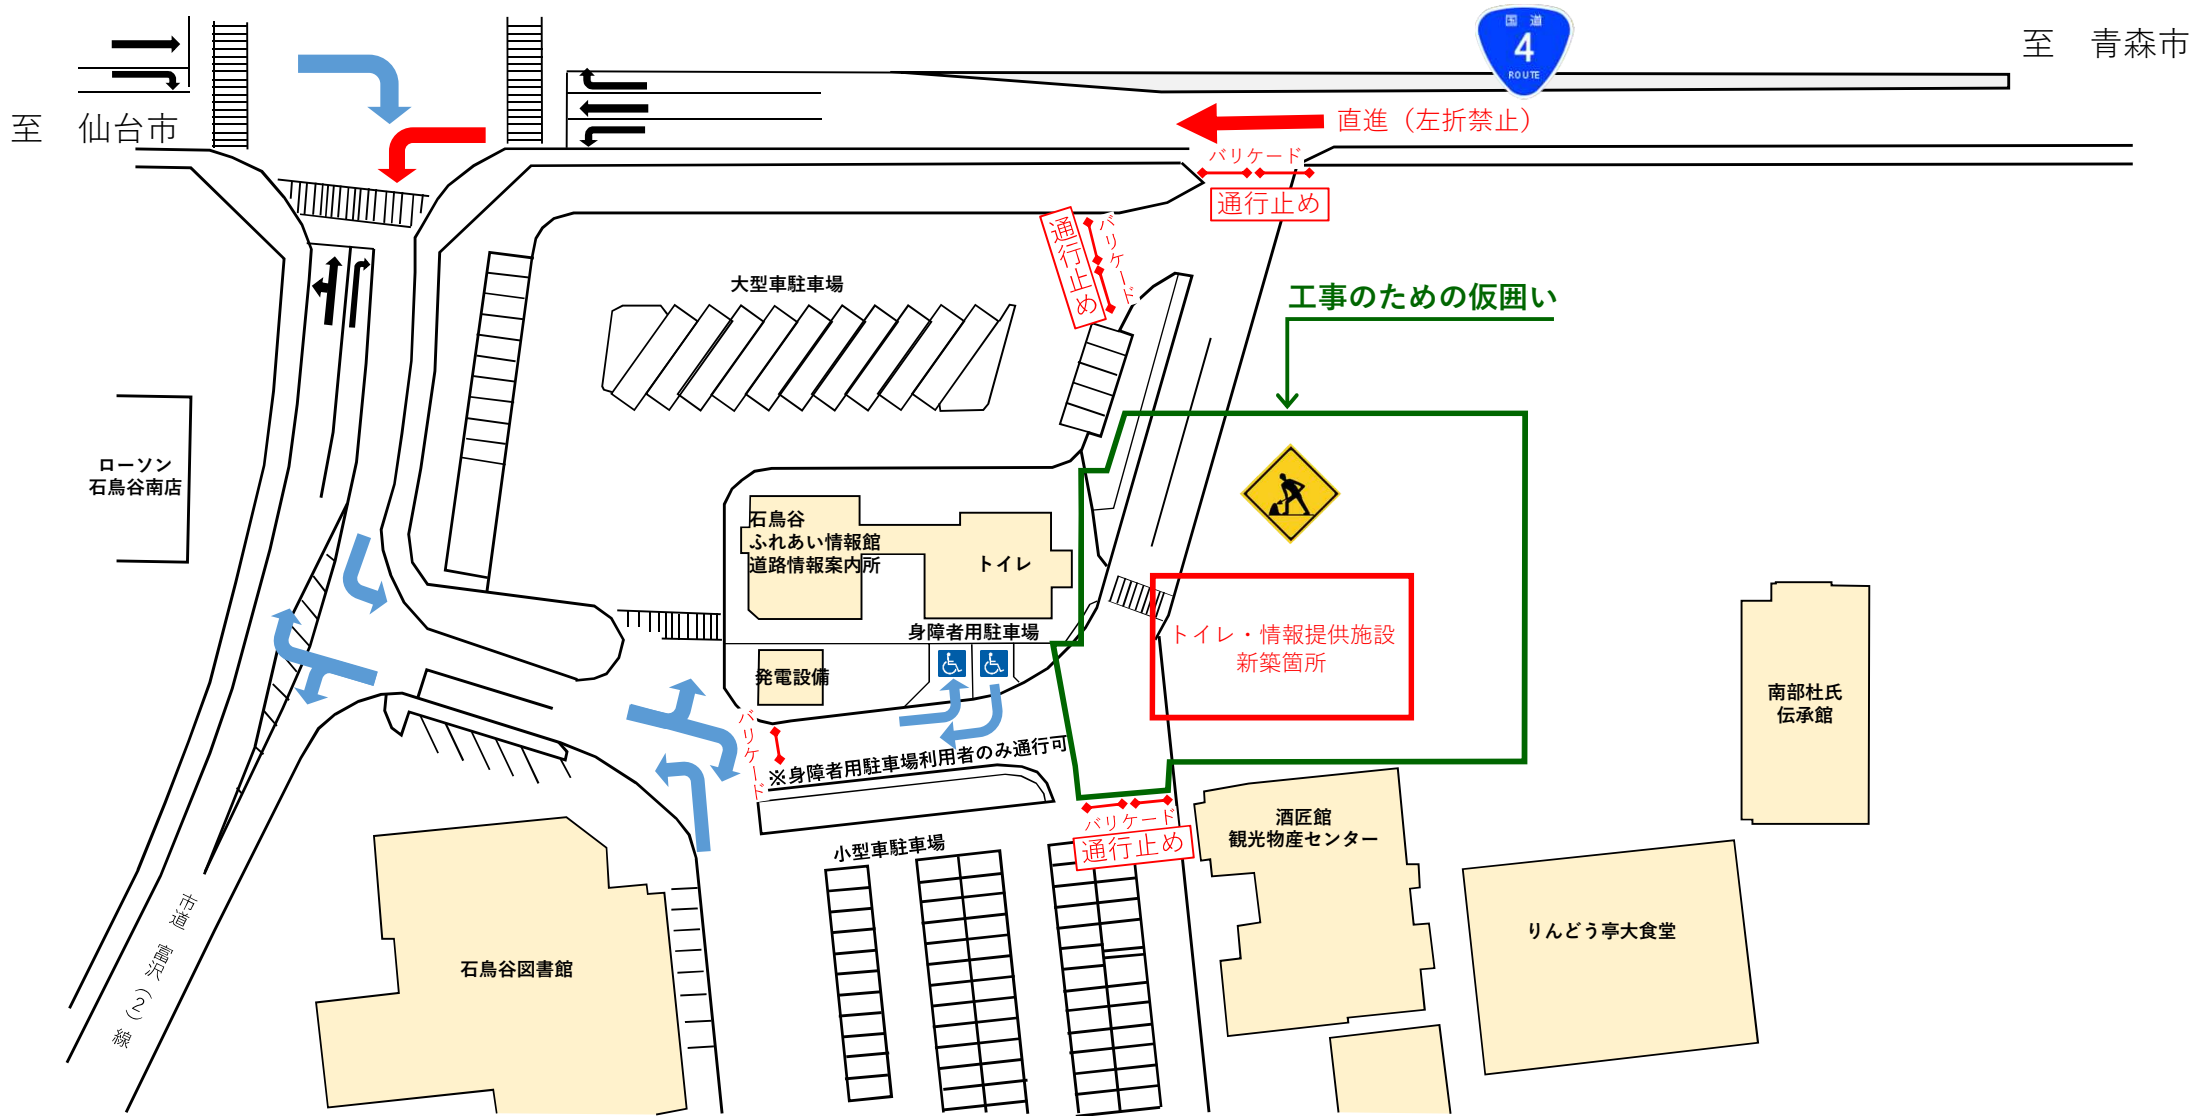 国 道
4
ROUTE
至 青森市
至 仙台市
直進（左折禁止）
バリケード
通行止め
通行止め
バリケード
大型車駐車場
工事のための仮囲い
ローソン
石鳥谷南店
石鳥谷
ふれあい情報館
道路情報案内所
トイレ
身障者用駐車場
トイレ・情報提供施設
新築箇所
発電設備
南部杜氏
伝承館
バリケード
※身障者用駐車場利用者のみ通行可
バリケード
通行止め
酒匠館
観光物産センター
小型車駐車場
市道 富沢（2）線
りんどう亭大食堂
石鳥谷図書館